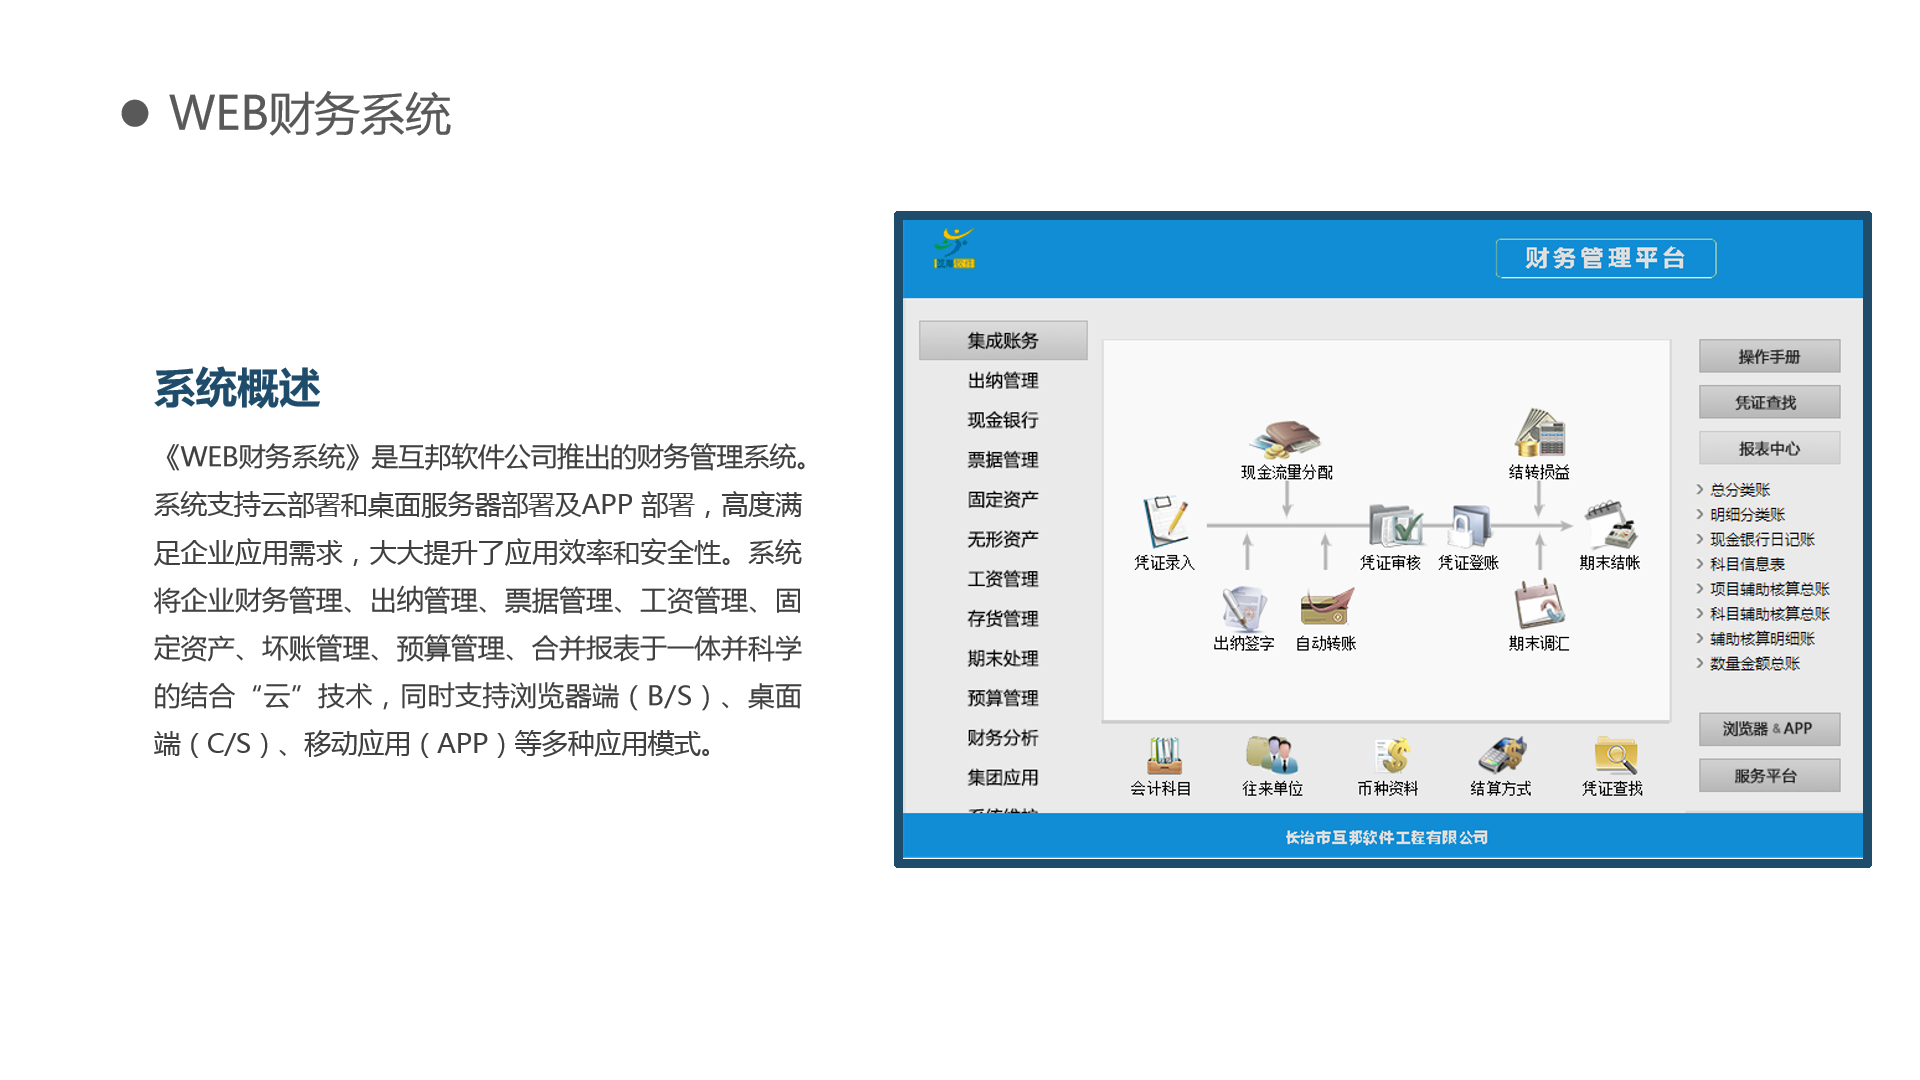 ● WEB财务系统
系统概述
《WEB财务系统》是互邦软件公司推出的财务管理系统。
系统支持云部署和桌面服务器部署及APP 部署，高度满
足企业应用需求，大大提升了应用效率和安全性。系统
将企业财务管理、出纳管理、票据管理、工资管理、固
定资产、坏账管理、预算管理、合并报表于一体并科学
的结合“云”技术，同时支持浏览器端（B/S）、桌面
端（C/S）、移动应用（APP）等多种应用模式。
互邦软件
财务管理平台
集成账务
出纳管理
现金银行
票据管理
固定资产
无形资产
工资管理
存货管理
期末处理
预算管理
财务分析
集团应用
现金流量分配
结转损益
凭证录入
凭证审核
凭证登账
期末结帐
出纳签字
自动转账
期末调汇
会计科目
往来单位
币种资料
结算方式
凭证查找
操作手册
凭证查找
报表中心
> 总分类账
> 明细分类账
> 现金银行日记账
> 科目信息表
> 项目辅助核算总账
> 科目辅助核算总账
> 辅助核算明细账
> 数量金额总账
浏览器 & APP
服务平台
长治市互邦软件工程有限公司